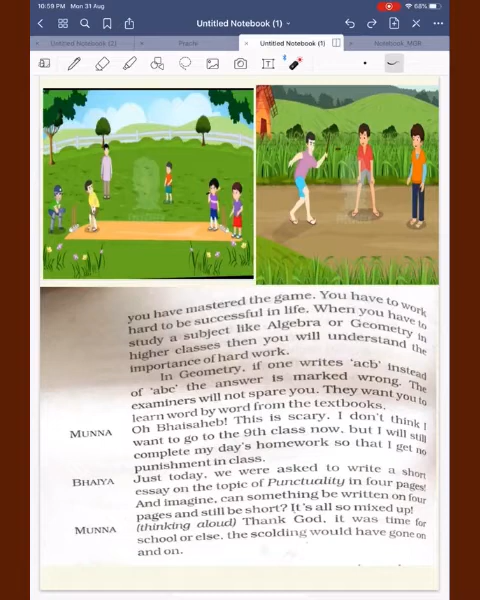 10:59 PM Mon 31 Aug
68%
Untitled Notebook (1)
Untitled Notebook (2)
Untitled Notebook (1)
Notebook_MGR
you have mastered the game. You have to work
hard to be successful in life. When you have to
study a subject like Algebra or Geometry in
higher classes then you will understand the
importance of hard work.
In Geometry, if one writes 'acb' instead
of 'abc' the answer is marked wrong. The
examiners will not spare you. They want you to
learn word by word from the textbooks.
MUNNA Oh Bhaisaheb! This is scary. I don't think I
want to go to the 9th class now, but I will still
complete my day's homework so that I get no
punishment in class.
BHAIYA Just today, we were asked to write a short
essay on the topic of Punctuality in four pages!
And imagine, can something be written on four
pages and still be short? It's all so mixed up!
MUNNA (thinking aloud) Thank God, it was time for
school or else, the scolding would have gone on
and on.